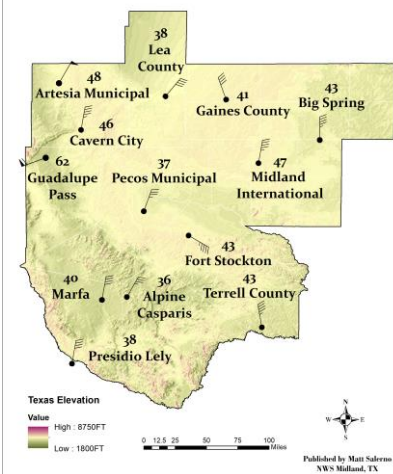 38
Lea
County
48
Artesia Municipal
41
Gaines County
43
Big Spring
46
Cavern City
62
Guadalupe
Pass
37
Pecos Municipal
47
Midland
International
43
Fort Stockton
40
Marfa
36
Alpine
Casparis
43
Terrell County
38
Presidio Lely
Texas Elevation
Value
High : 8750FT
Low : 1800FT
0 12.5 25 50 75 100
Miles
N
W E
S
Published by Matt Salerno
NWS Midland, TX